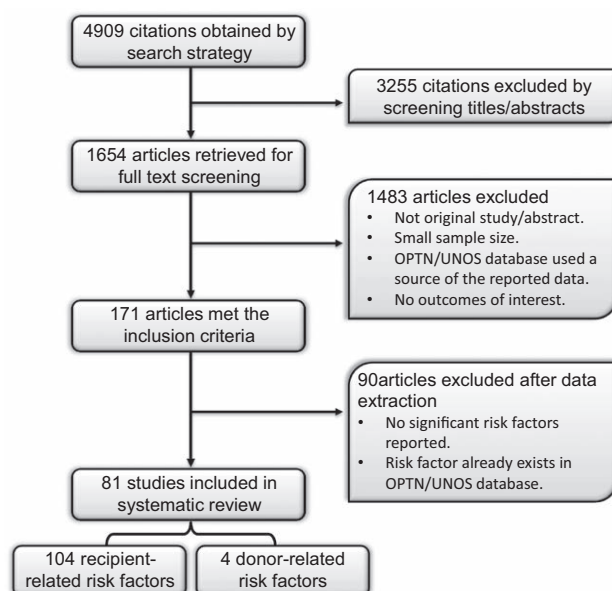 4909 citations obtained by
search strategy
3255 citations excluded by
screening titles/abstracts
1654 articles retrieved for
full text screening
1483 articles excluded
• Not original study/abstract.
• Small sample size.
• OPTN/UNOS database used a
source of the reported data.
• No outcomes of interest.
171 articles met the
inclusion criteria
90articles excluded after data
extraction
• No significant risk factors
reported.
• Risk factor already exists in
OPTN/UNOS database.
81 studies included in
systematic review
104 recipient-
related risk factors
4 donor-related
risk factors